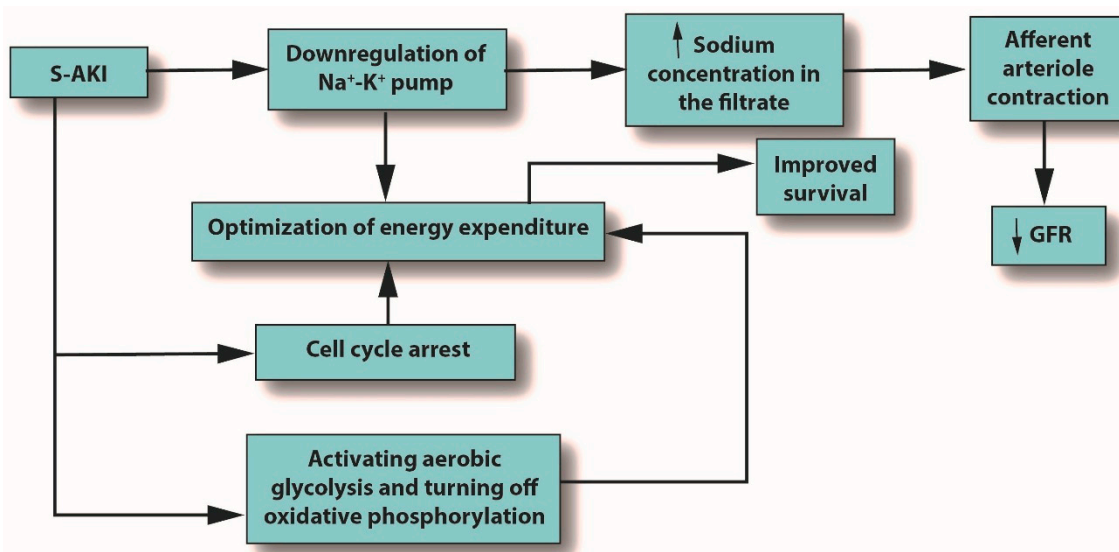 S-AKI
Downregulation of
Na⁺-K⁺ pump
↑ Sodium
concentration in
the filtrate
Afferent
arteriole
contraction
Improved
survival
Optimization of energy expenditure
↓ GFR
Cell cycle arrest
Activating aerobic
glycolysis and turning off
oxidative phosphorylation